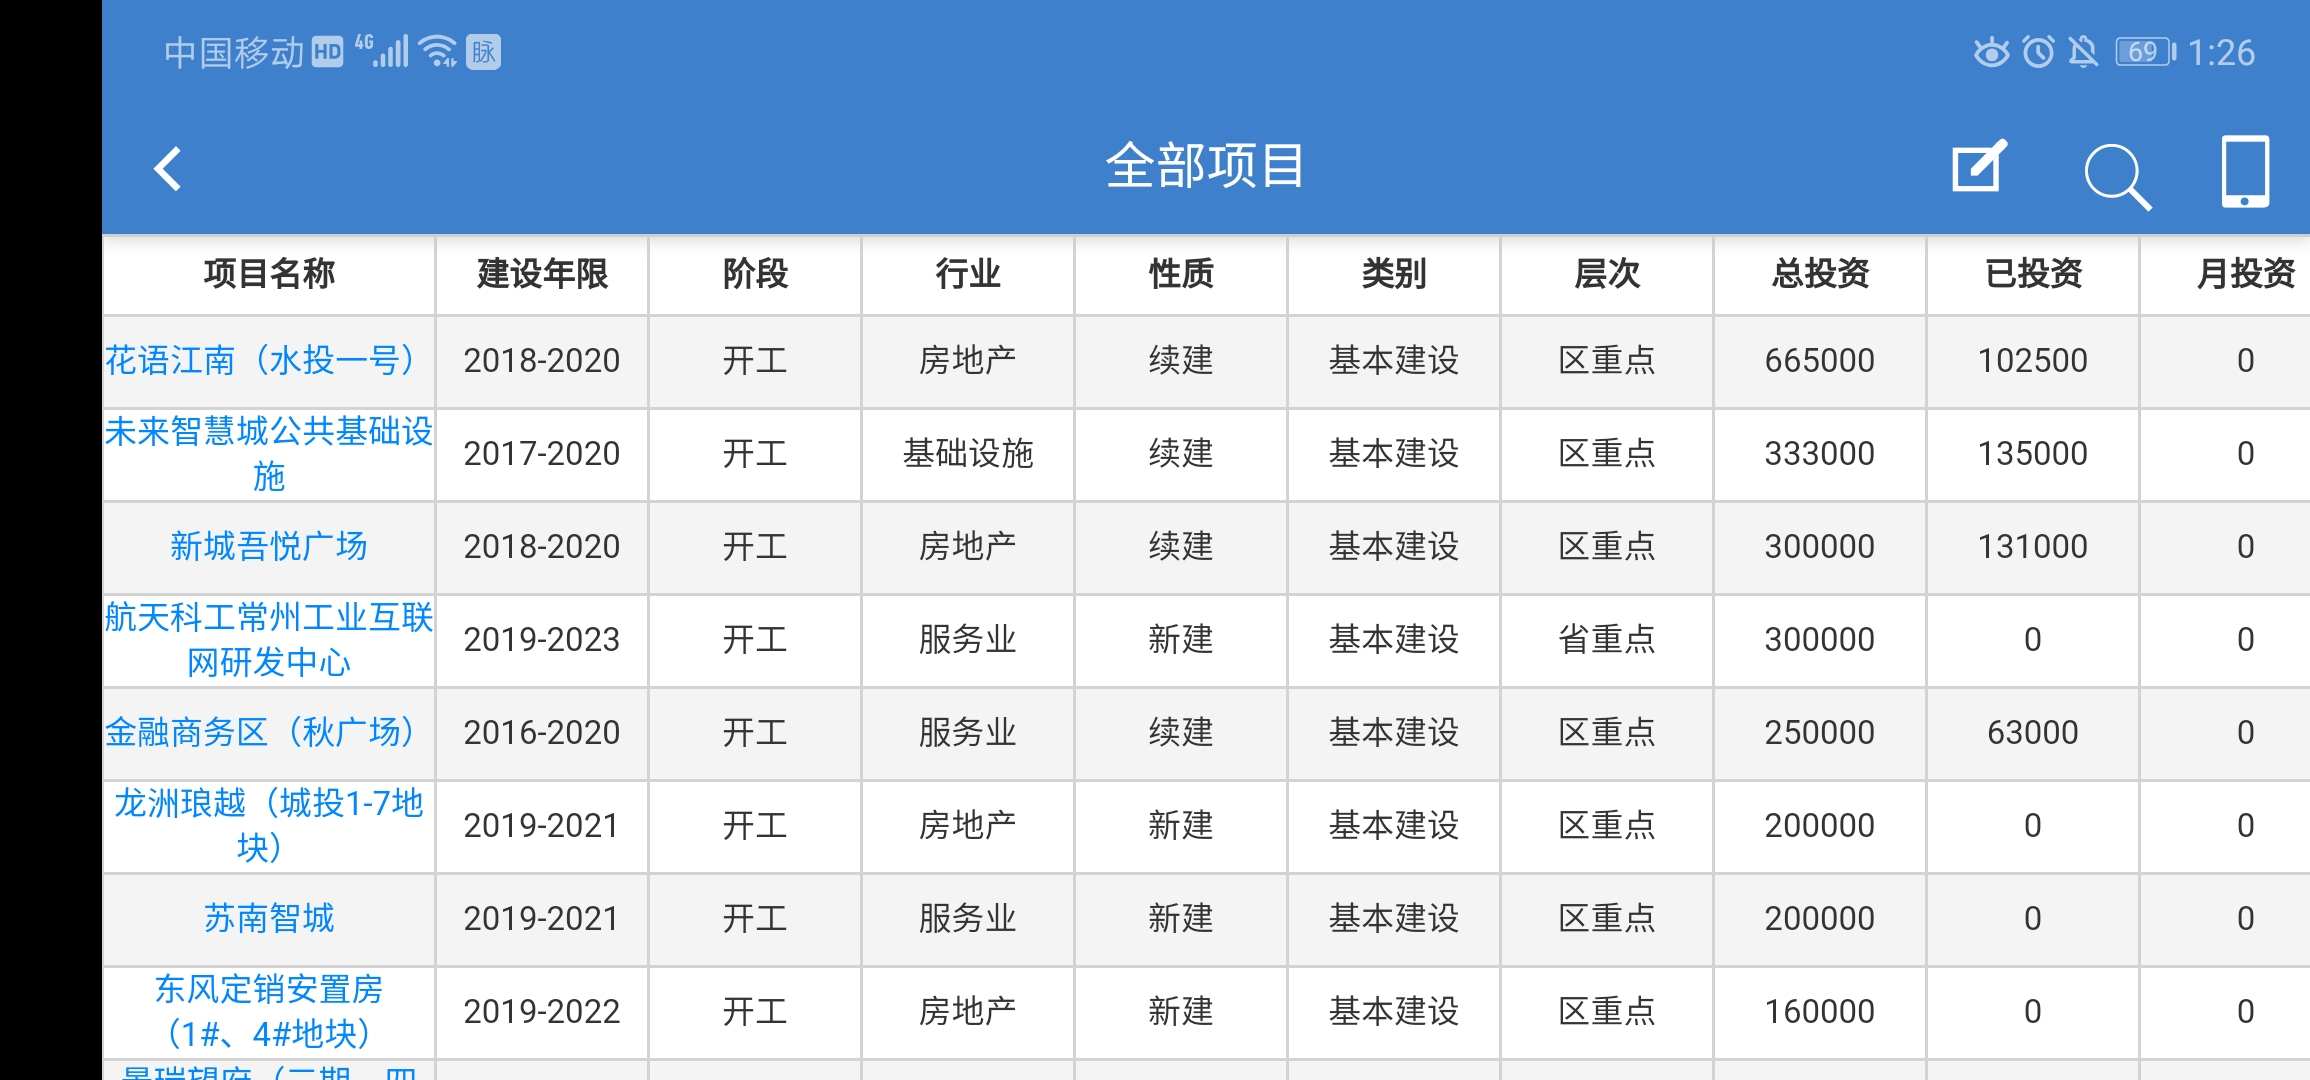 中国移动 HD 4G 脉 69 1:26
全部项目
项目名称 建设年限 阶段 行业 性质 类别 层次 总投资 已投资 月投资
花语江南（水投一号） 2018-2020 开工 房地产 续建 基本建设 区重点 665000 102500 0
未来智慧城公共基础设
施 2017-2020 开工 基础设施 续建 基本建设 区重点 333000 135000 0
新城吾悦广场 2018-2020 开工 房地产 续建 基本建设 区重点 300000 131000 0
航天科工常州工业互联
网研发中心 2019-2023 开工 服务业 新建 基本建设 省重点 300000 0 0
金融商务区（秋广场） 2016-2020 开工 服务业 续建 基本建设 区重点 250000 63000 0
龙洲琅越（城投1-7地
块） 2019-2021 开工 房地产 新建 基本建设 区重点 200000 0 0
苏南智城 2019-2021 开工 服务业 新建 基本建设 区重点 200000 0 0
东风定销安置房
（1#、4#地块） 2019-2022 开工 房地产 新建 基本建设 区重点 160000 0 0